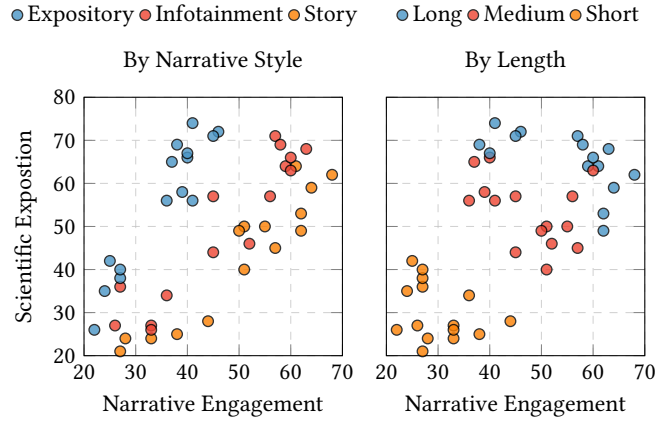 Expository Infotainment Story Long Medium Short
By Narrative Style By Length
80
70
60
50
40
30
20
Scientific Expostion
20 30 40 50 60 70 20 30 40 50 60 70
Narrative Engagement Narrative Engagement